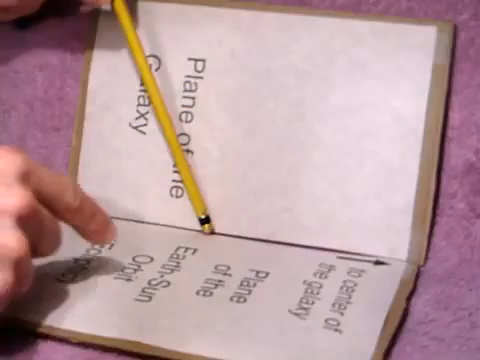 Plane of the
Galaxy
to center of
the galaxy
Plane
of the
Earth-Sun
Orbit